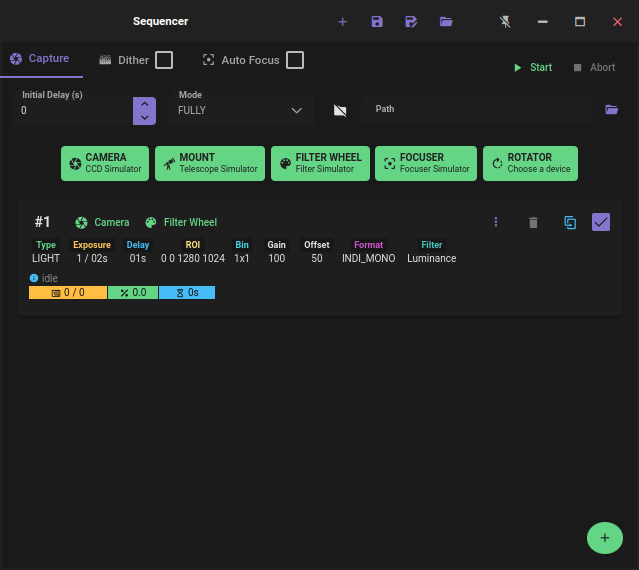 Sequencer
Capture
Dither
Auto Focus
Start
Abort
Initial Delay (s)
0
Mode
FULLY
Path
CAMERA
CCD Simulator
MOUNT
Telescope Simulator
FILTER WHEEL
Filter Simulator
FOCUSER
Focuser Simulator
ROTATOR
Choose a device
#1 Camera Filter Wheel
Type Exposure Delay ROI Bin Gain Offset Format Filter
LIGHT 1 / 02s 01s 0 0 1280 1024 1x1 100 50 INDI_MONO Luminance
idle
0 / 0 0.0 0s